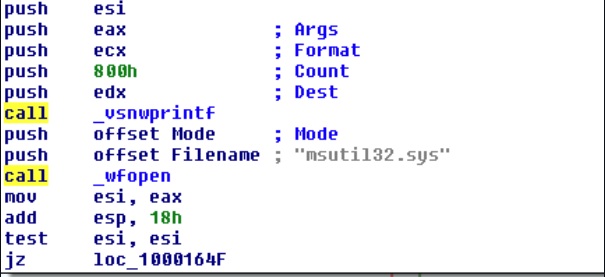 push esi
push eax ; Args
push ecx ; Format
push 800h ; Count
push edx ; Dest
call _vsnwprintf
push offset Mode ; Mode
push offset Filename ; "msutil32.sys"
call _wfopen
mov esi, eax
add esp, 18h
test esi, esi
jz loc_1000164F